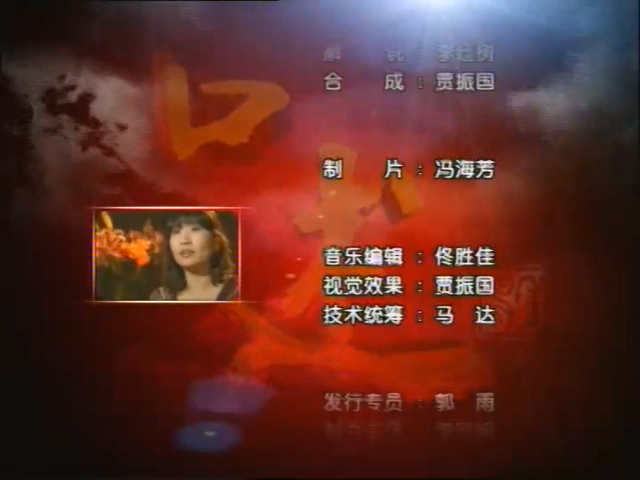 合成：贾振国
制片：冯海芳
音乐编辑：佟胜佳
视觉效果：贾振国
技术统筹：马达
发行专员：郭雨